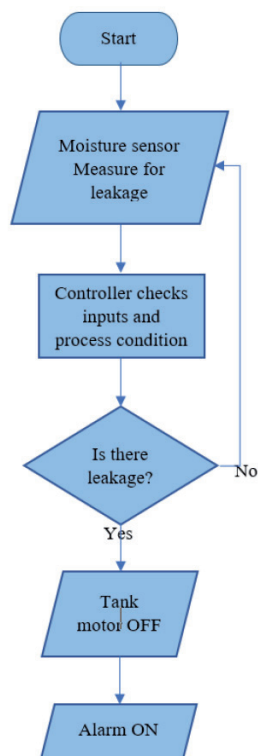 Start
Moisture sensor
Measure for
leakage
Controller checks
inputs and
process condition
Is there
leakage?
No
Yes
Tank
motor OFF
Alarm ON